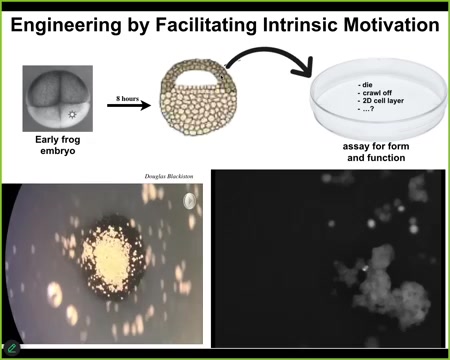 Engineering by Facilitating Intrinsic Motivation
8 hours
- die
- crawl off
- 2D cell layer
- ...?
Early frog
embryo
assay for form
and function
Douglas Blackiston